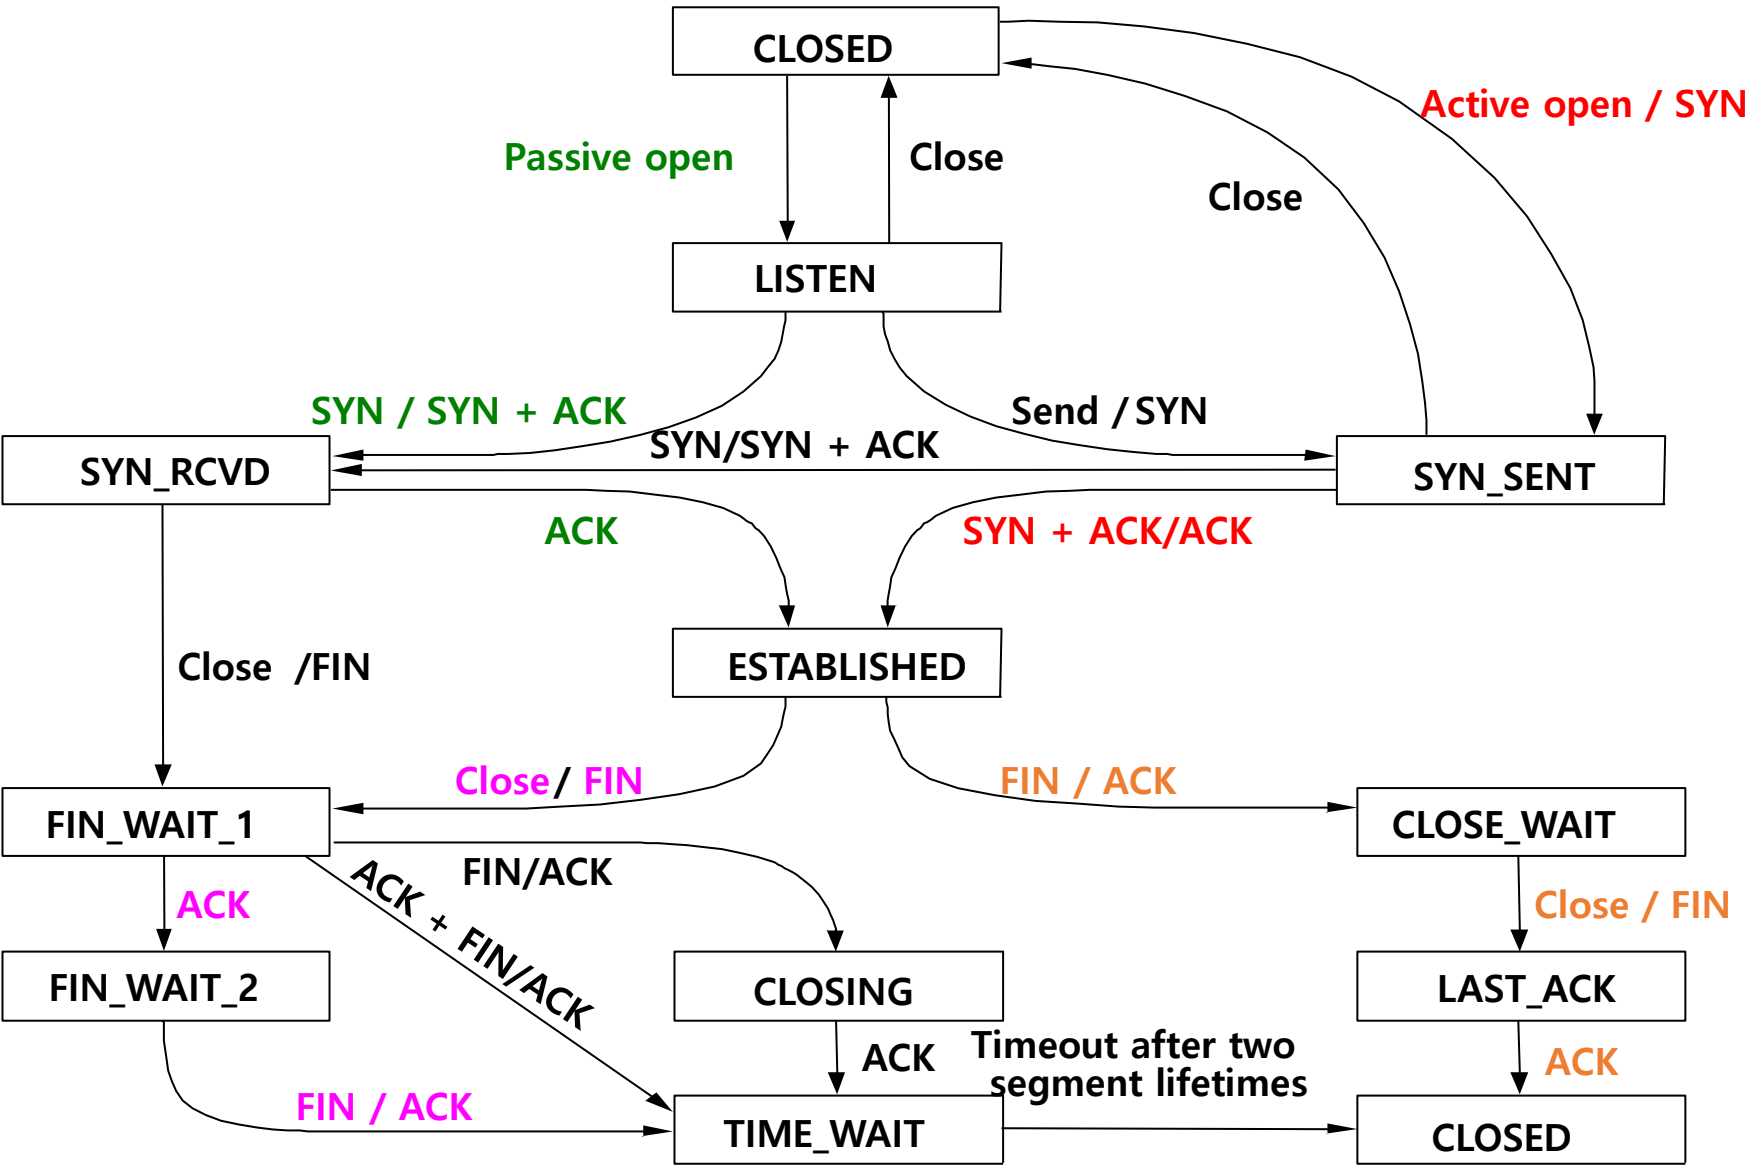 CLOSED
Active open / SYN
Passive open
Close
Close
LISTEN
SYN / SYN + ACK
Send / SYN
SYN/SYN + ACK
SYN_RCVD
SYN_SENT
ACK
SYN + ACK/ACK
Close /FIN
ESTABLISHED
Close/ FIN
FIN / ACK
FIN_WAIT_1
CLOSE_WAIT
FIN/ACK
ACK + FIN/ACK
ACK
Close / FIN
FIN_WAIT_2
CLOSING
LAST_ACK
ACK
Timeout after two
segment lifetimes
ACK
FIN / ACK
TIME_WAIT
CLOSED